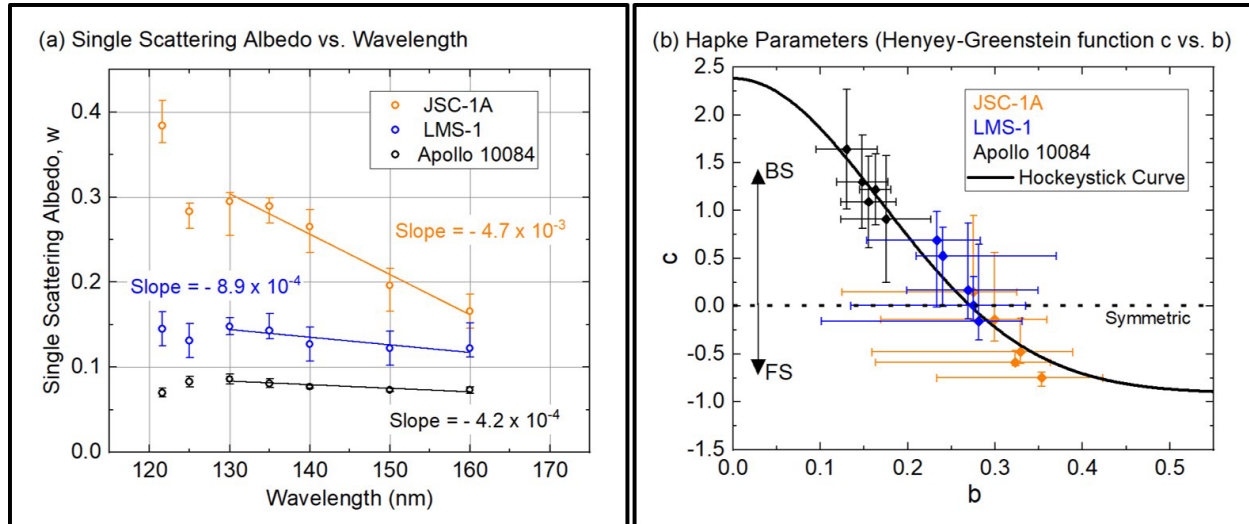 (a) Single Scattering Albedo vs. Wavelength
Single Scattering Albedo, w
0.4
0.3
0.2
0.1
0.0
JSC-1A
LMS-1
Apollo 10084
Slope = - 4.7 x 10⁻³
Slope = - 8.9 x 10⁻⁴
Slope = - 4.2 x 10⁻⁴
120 130 140 150 160 170
Wavelength (nm)
(b) Hapke Parameters (Henyey-Greenstein function c vs. b)
c
2.5
2.0
1.5
1.0
0.5
0.0
-0.5
-1.0
-1.5
JSC-1A
LMS-1
Apollo 10084
Hockeystick Curve
BS
FS
Symmetric
0.0 0.1 0.2 0.3 0.4 0.5
b